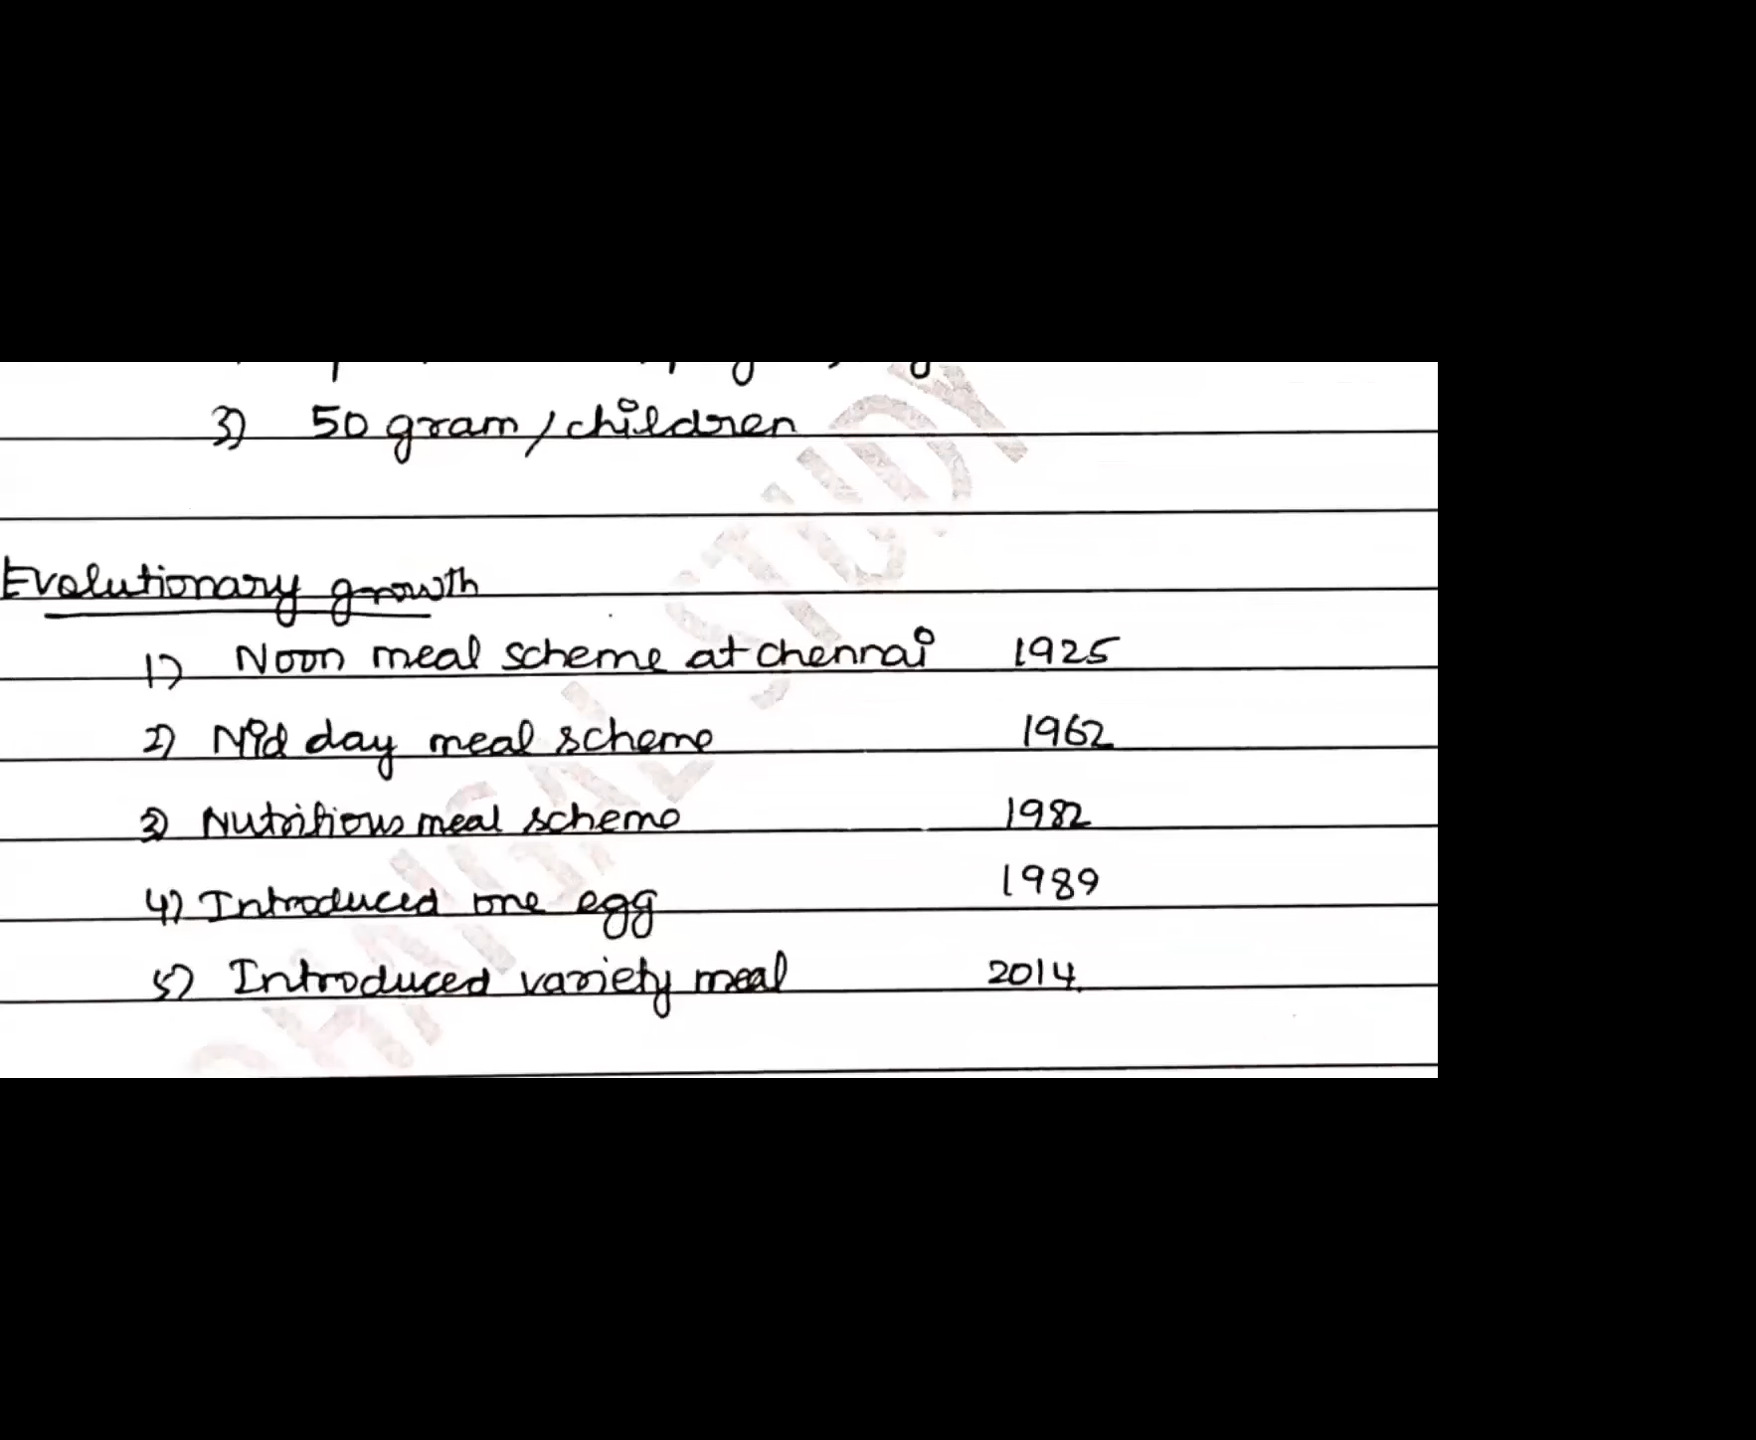 3) 50 gram / children
Evolutionary growth
1) Noon meal scheme at chennai 1925
2) Mid day meal scheme 1962
3) Nutritious meal scheme 1982
4) Introduced one egg 1989
5) Introduced variety meal 2014.